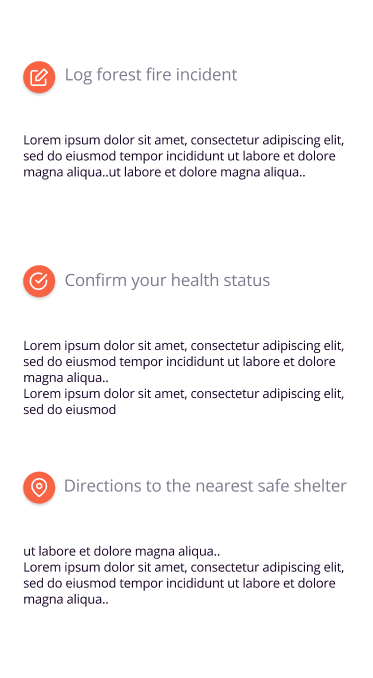 Log forest fire incident
Lorem ipsum dolor sit amet, consectetur adipiscing elit,
sed do eiusmod tempor incididunt ut labore et dolore
magna aliqua..ut labore et dolore magna aliqua..
Confirm your health status
Lorem ipsum dolor sit amet, consectetur adipiscing elit,
sed do eiusmod tempor incididunt ut labore et dolore
magna aliqua..
Lorem ipsum dolor sit amet, consectetur adipiscing elit,
sed do eiusmod
Directions to the nearest safe shelter
ut labore et dolore magna aliqua..
Lorem ipsum dolor sit amet, consectetur adipiscing elit,
sed do eiusmod tempor incididunt ut labore et dolore
magna aliqua..